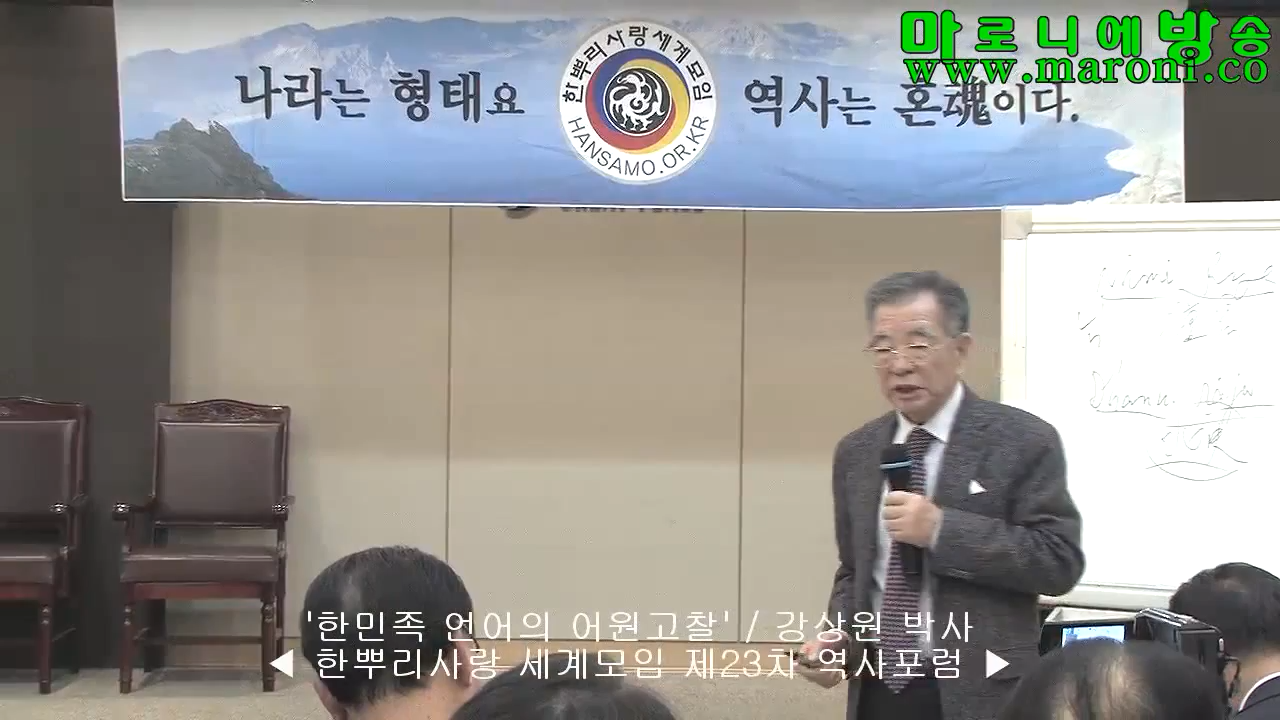 마로니에방송
www.maroni.co
나라는 형태요
한뿌리사랑세계모임
HANSAMO.OR.KR
역사는 혼魂이다.
'한민족 언어의 어원고찰' / 강상원 박사
◀ 한뿌리사랑 세계모임 제23차 역사포럼 ▶